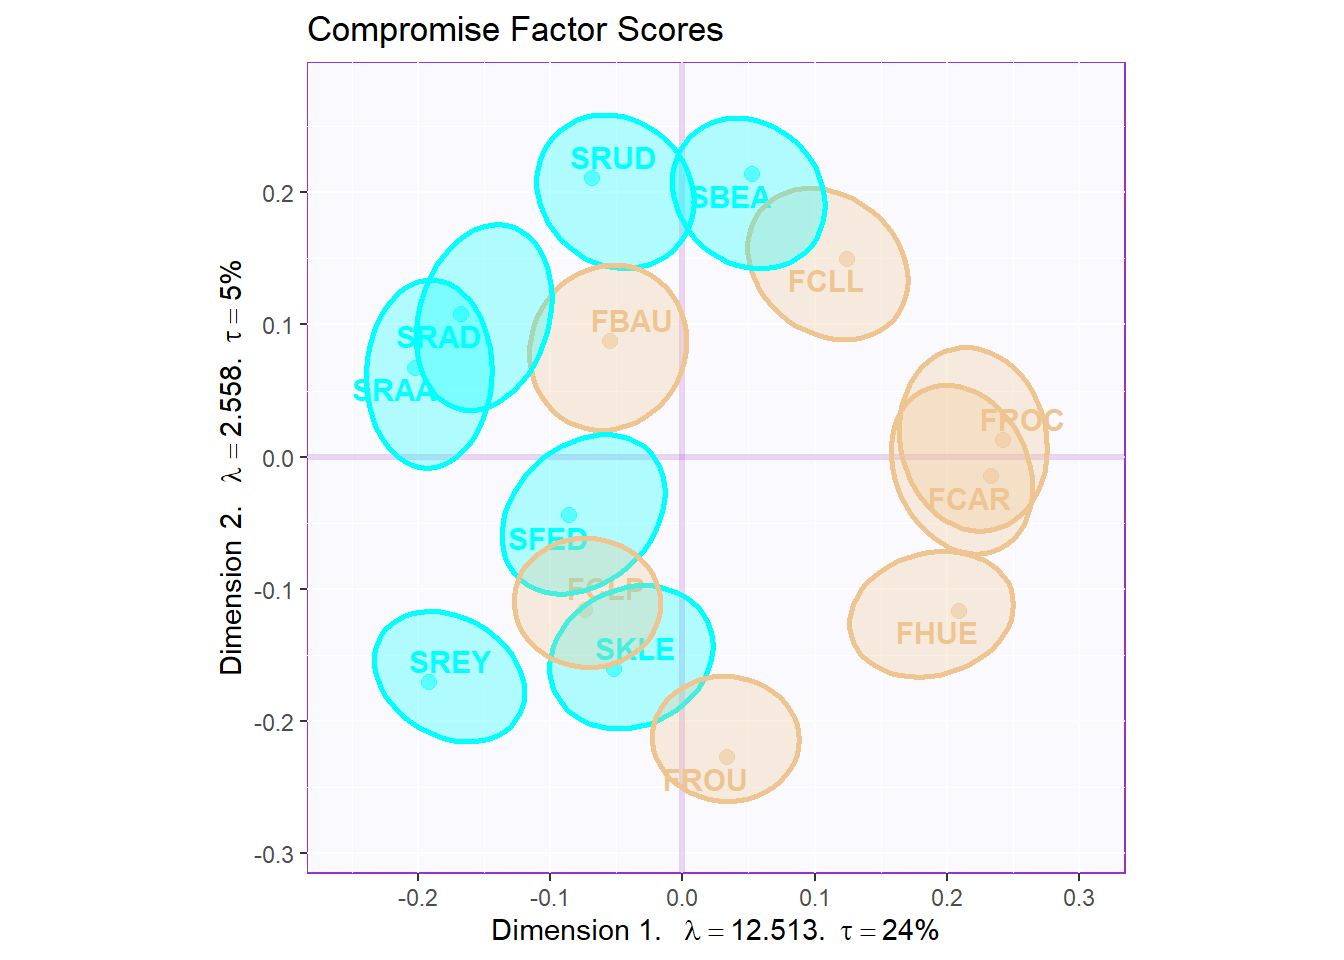 Compromise Factor Scores
Dimension 2. λ = 2.558. τ = 5%
0.2
0.1
0.0
-0.1
-0.2
-0.3
SRUD
SBEA
FCLL
FBAU
SRAD
SRAA
FROC
FCAR
SFED
FCLP
FHUE
SKLE
SREY
FROU
-0.2 -0.1 0.0 0.1 0.2 0.3
Dimension 1. λ = 12.513. τ = 24%